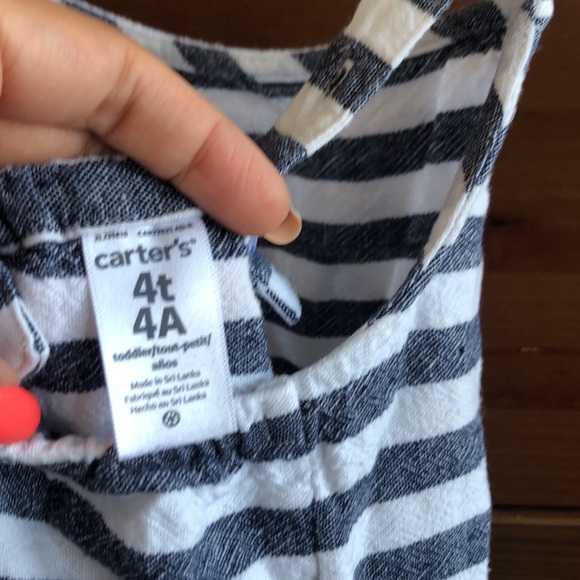 carter's®
4t
4A
toddler/tout-petit/
años
Made in Sri Lanka
Fabriqué au Sri Lanka
Hecho en Sri Lanka